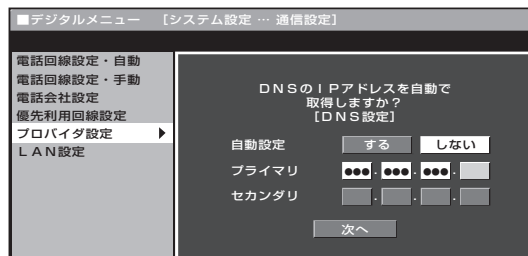 ■デジタルメニュー [システム設定 … 通信設定]
電話回線設定・自動
電話回線設定・手動
電話会社設定
優先利用回線設定
プロバイダ設定 ▶
LAN設定
DNSのIPアドレスを自動で
取得しますか?
[DNS設定]
自動設定 する しない
プライマリ ●●●.●●●.●●●.
セカンダリ . . .
次へ